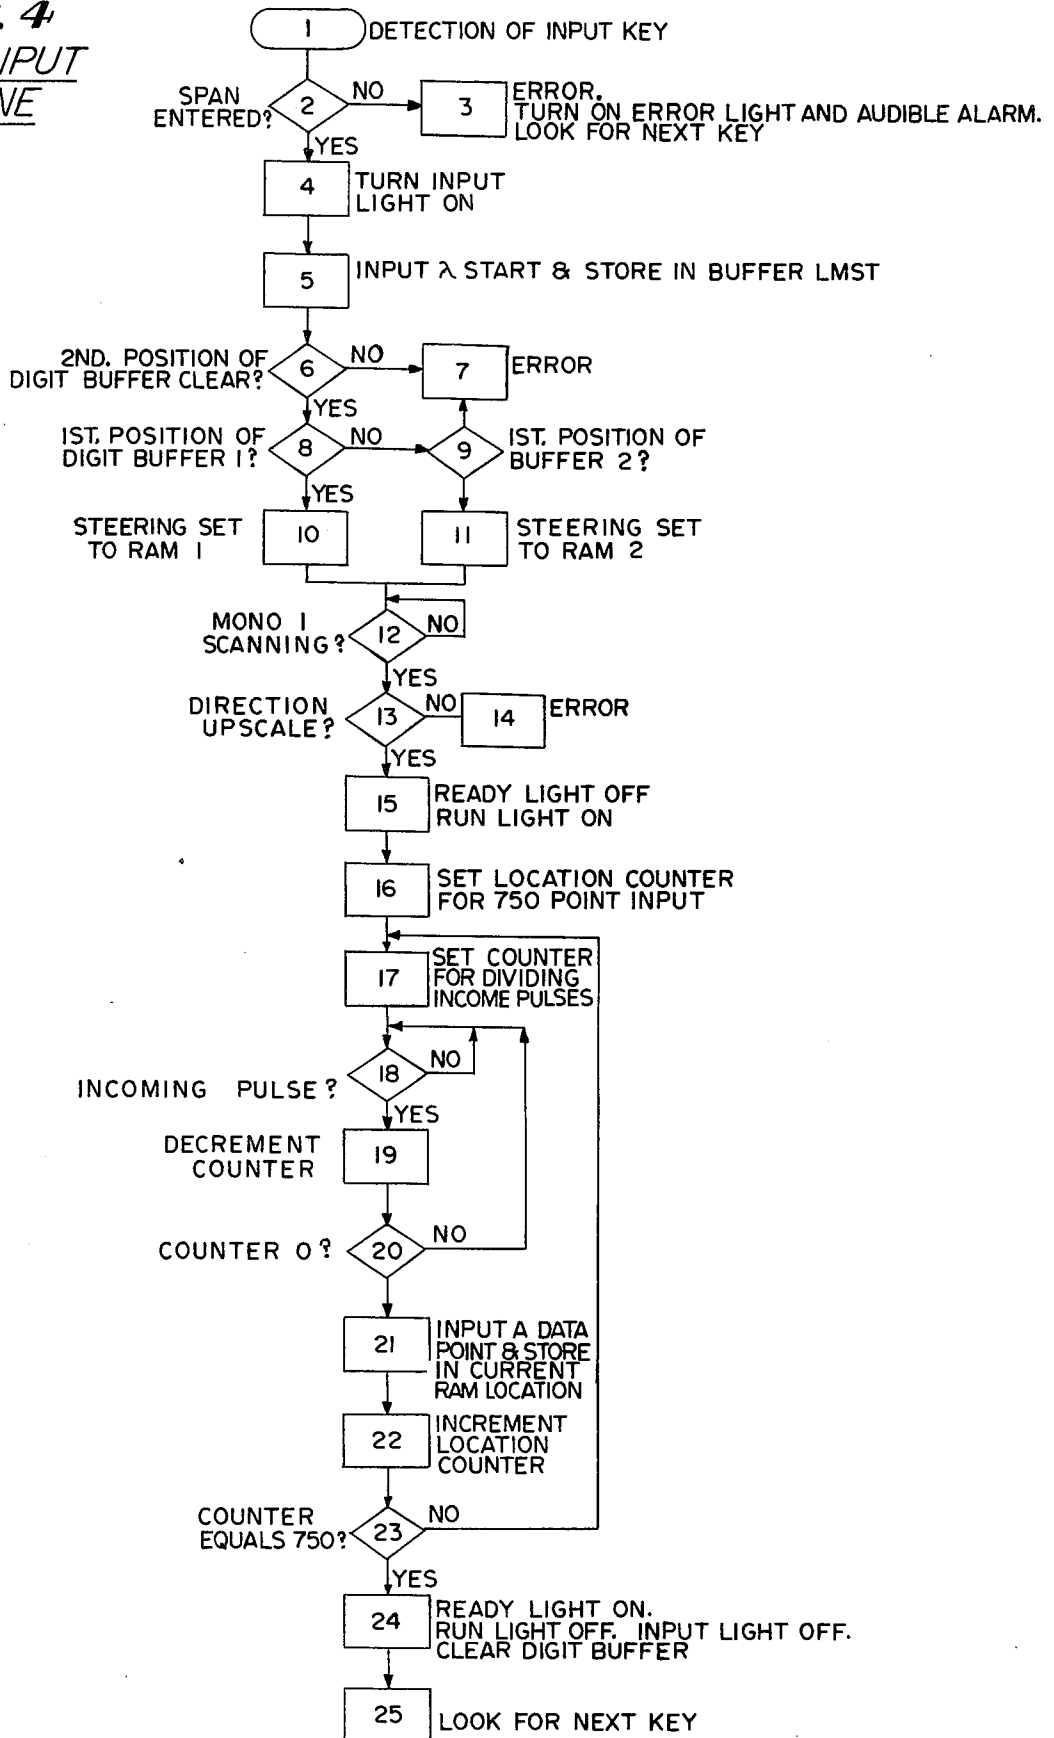 . 4
NPUT
NE
1 DETECTION OF INPUT KEY
SPAN
ENTERED?
2
NO
3
ERROR.
TURN ON ERROR LIGHT AND AUDIBLE ALARM.
LOOK FOR NEXT KEY
YES
4
TURN INPUT
LIGHT ON
5
INPUT λ START & STORE IN BUFFER LMST
2ND. POSITION OF
DIGIT BUFFER CLEAR?
6
NO
7
ERROR
YES
1ST. POSITION OF
DIGIT BUFFER 1?
8
NO
9
1ST. POSITION OF
BUFFER 2?
YES
STEERING SET
TO RAM 1
10
11
STEERING SET
TO RAM 2
MONO 1
SCANNING?
12
NO
YES
DIRECTION
UPSCALE?
13
NO
14
ERROR
YES
15
READY LIGHT OFF
RUN LIGHT ON
16
SET LOCATION COUNTER
FOR 750 POINT INPUT
17
SET COUNTER
FOR DIVIDING
INCOME PULSES
INCOMING PULSE?
18
NO
YES
DECREMENT
COUNTER
19
COUNTER 0?
20
NO
21
INPUT A DATA
POINT & STORE
IN CURRENT
RAM LOCATION
22
INCREMENT
LOCATION
COUNTER
COUNTER
EQUALS 750?
23
NO
YES
24
READY LIGHT ON.
RUN LIGHT OFF. INPUT LIGHT OFF.
CLEAR DIGIT BUFFER
25
LOOK FOR NEXT KEY